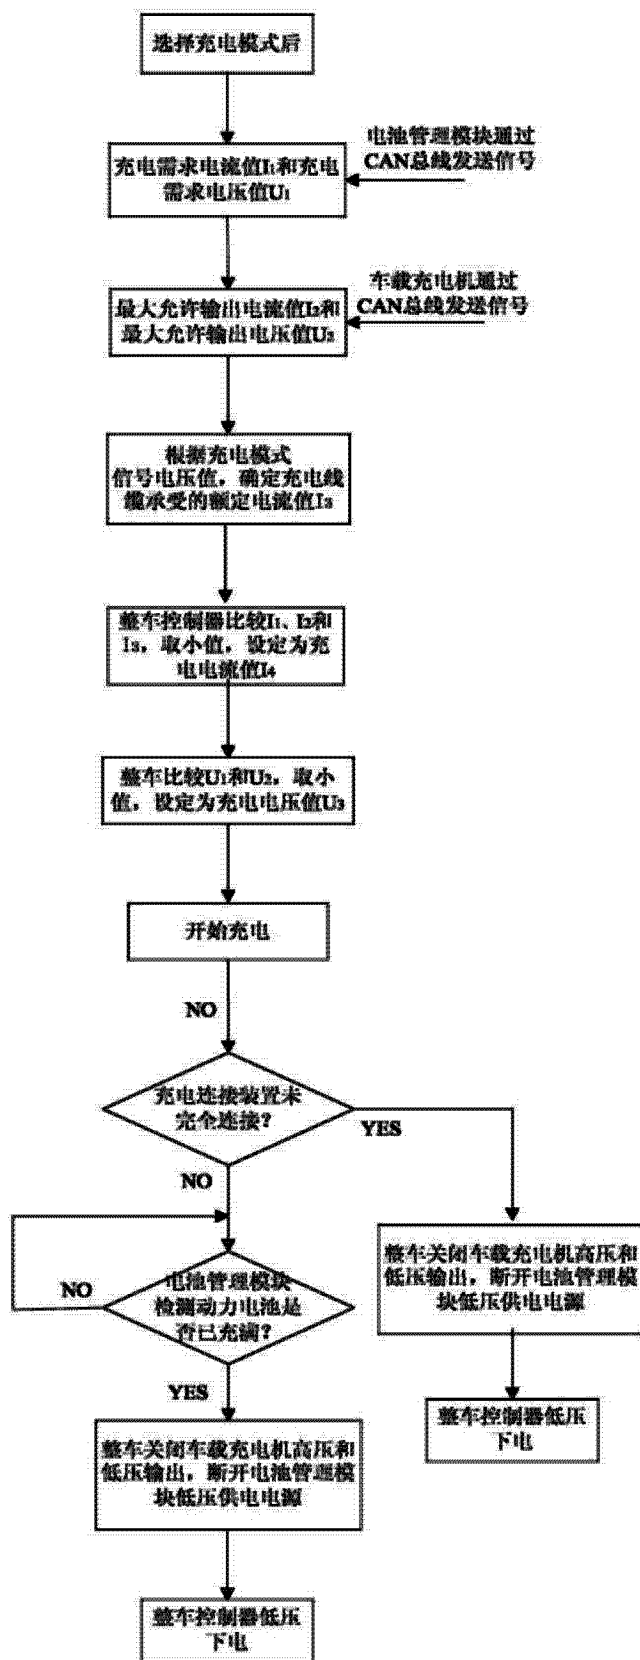 选择充电模式后
电池管理模块通过
CAN总线发送信号
充电需求电流值I₁和充电
需求电压值U₁
车载充电机通过
CAN总线发送信号
最大允许输出电流值I₂和
最大允许输出电压值U₂
根据充电模式
信号电压值，确定充电线
缆承受的额定电流值I₃
整车控制器比较I₁、I₂和
I₃，取小值，设定为充
电电流值I₄
整车比较U₁和U₂，取小
值，设定为充电电压值U₃
开始充电
NO
充电连接装置未
完全连接？
YES
NO
整车关闭车载充电机高压和
低压输出，断开电池管理模
块低压供电电源
电池管理模块
检测动力电池是
否已充满？
NO
YES
整车控制器低压
下电
整车关闭车载充电机高压和
低压输出，断开电池管理模
块低压供电电源
整车控制器低压
下电